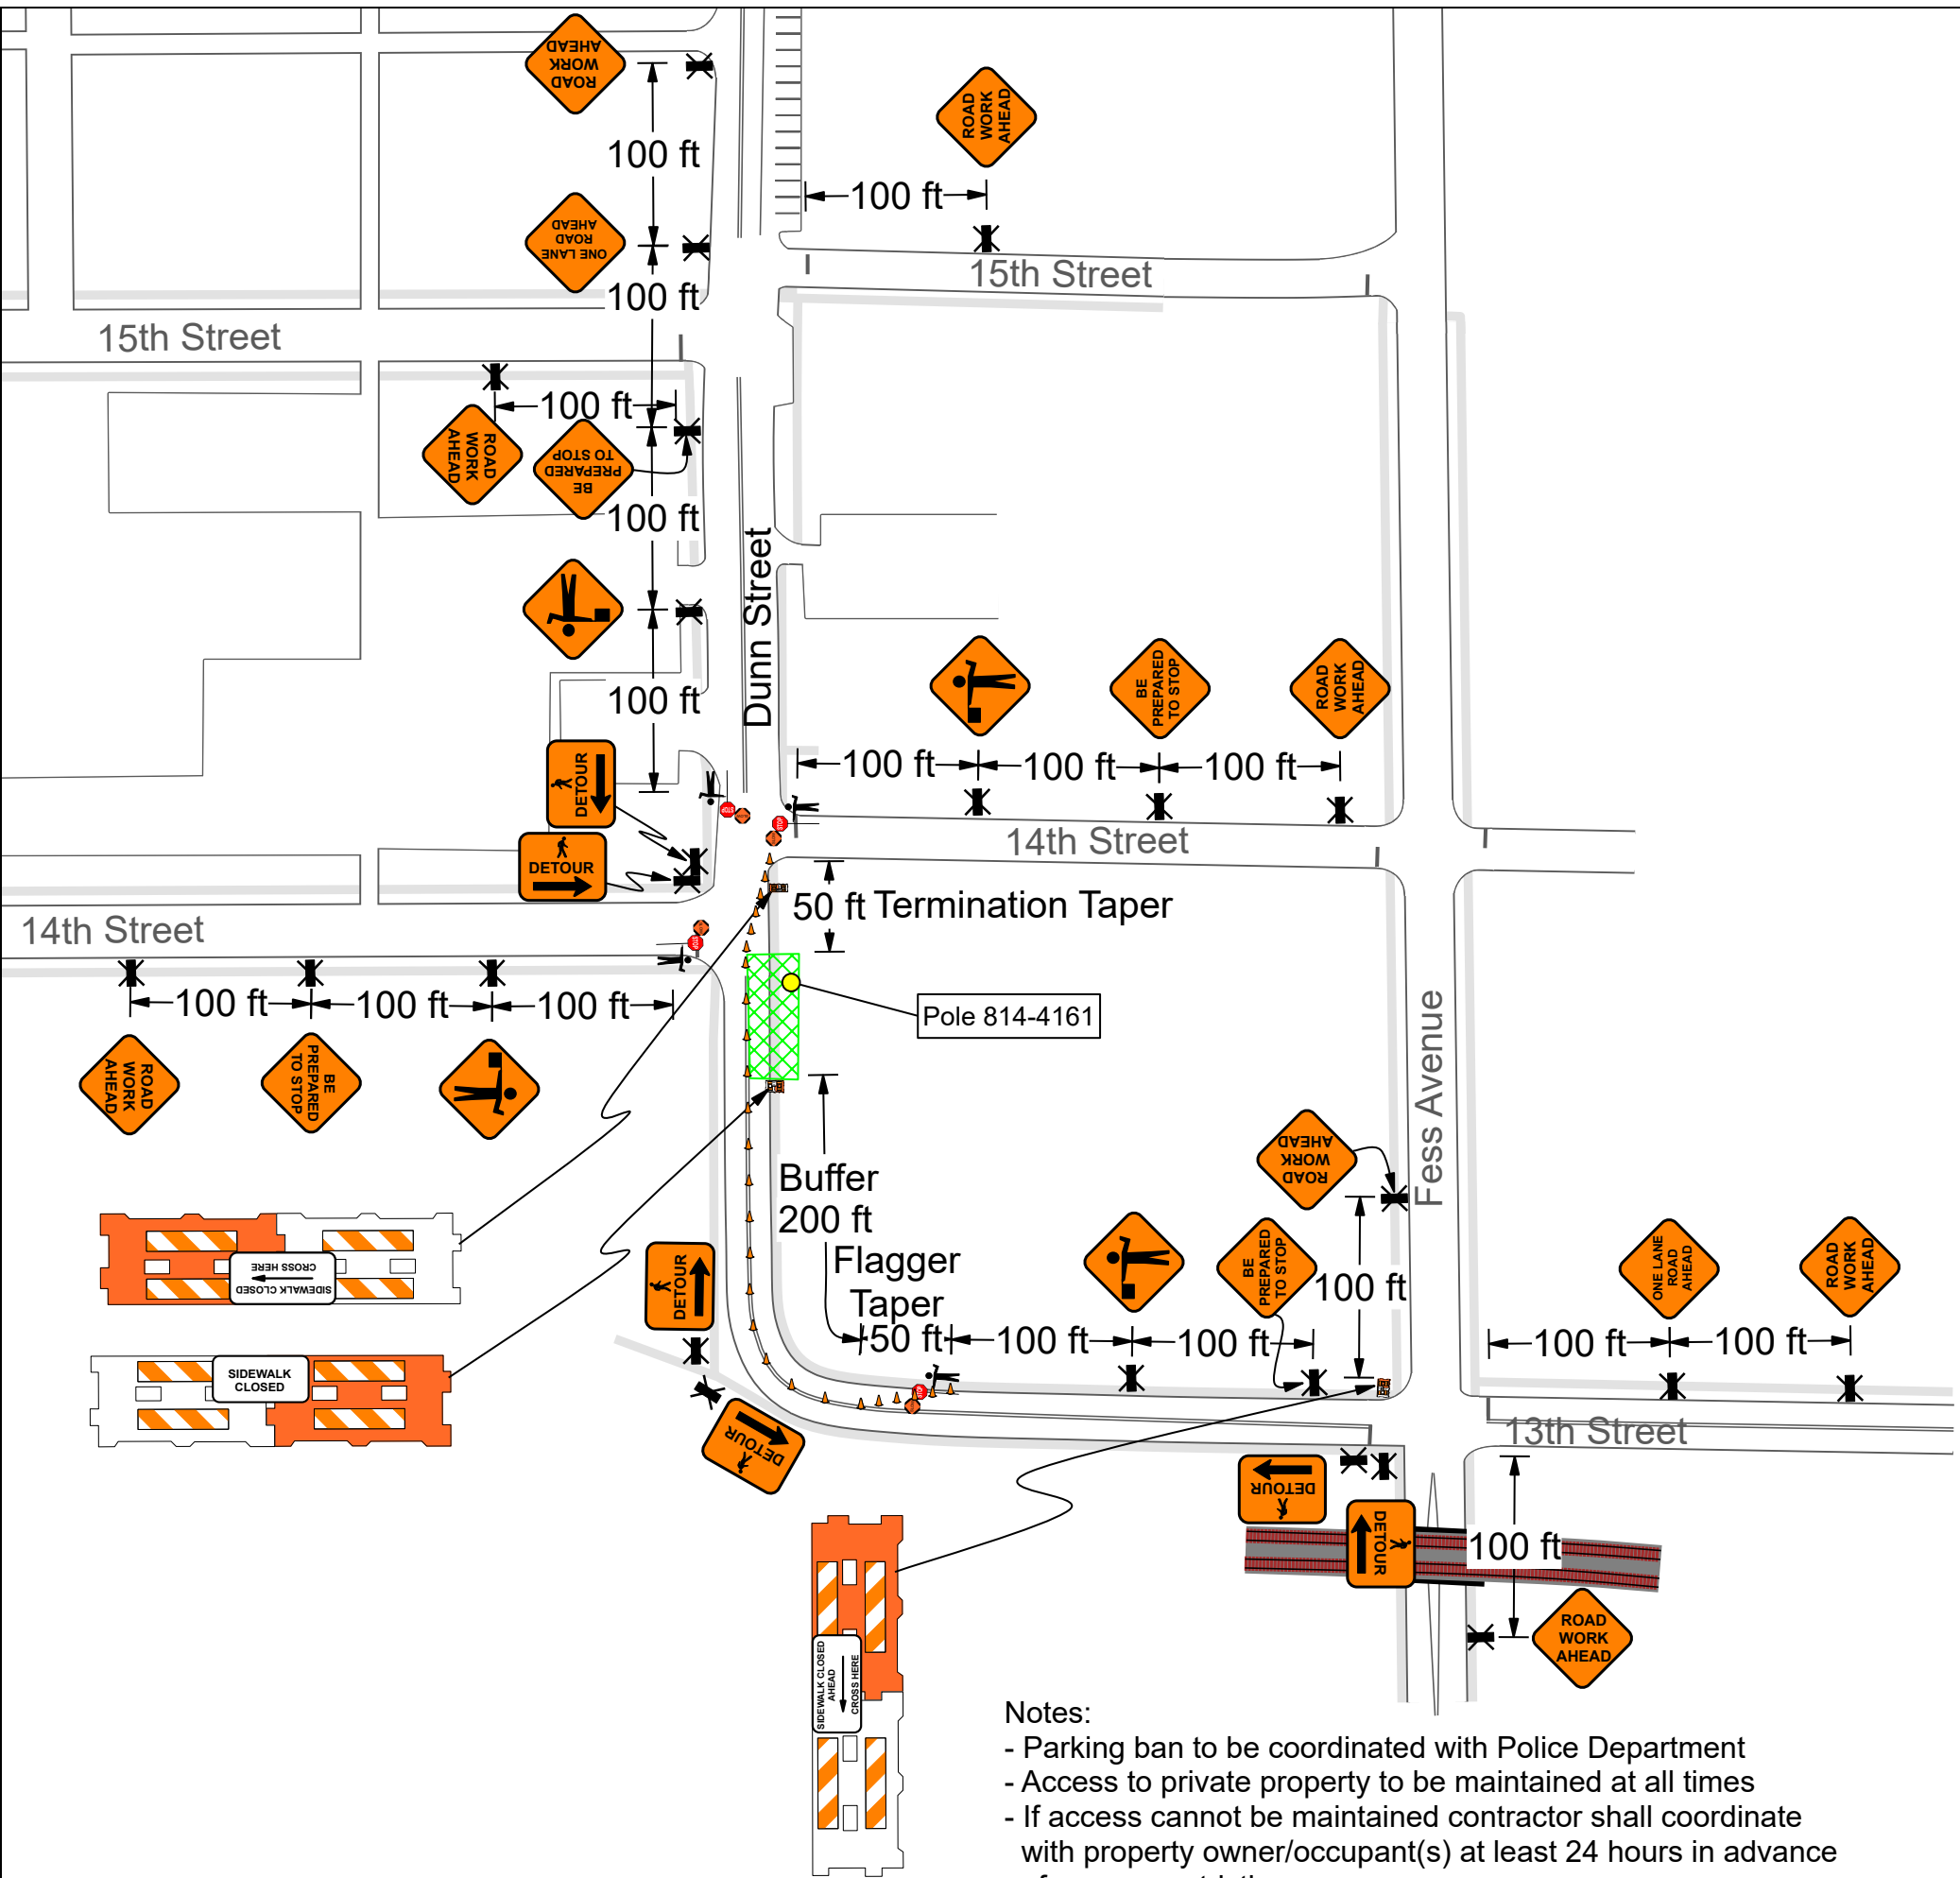 ROAD
WORK
AHEAD
100 ft
ROAD
WORK
AHEAD
100 ft
ONE LANE
ROAD
AHEAD
100 ft
15th Street
15th Street
100 ft
ROAD
WORK
AHEAD
BE
PREPARED
TO STOP
100 ft
Dunn Street
100 ft
BE
PREPARED
TO STOP
ROAD
WORK
AHEAD
100 ft
100 ft
100 ft
DETOUR
DETOUR
STOP
STOP
14th Street
50 ft Termination Taper
14th Street
STOP
100 ft
100 ft
100 ft
Pole 814-4161
ROAD
WORK
AHEAD
BE
PREPARED
TO STOP
Fess Avenue
ROAD
WORK
AHEAD
Buffer
200 ft
SIDEWALK CLOSED
CROSS HERE
DETOUR
Flagger
Taper
50 ft
100 ft
100 ft
BE
PREPARED
TO STOP
100 ft
ONE LANE
ROAD
AHEAD
ROAD
WORK
AHEAD
100 ft
100 ft
SIDEWALK
CLOSED
DETOUR
13th Street
DETOUR
DETOUR
100 ft
ROAD
WORK
AHEAD
SIDEWALK CLOSED
AHEAD
CROSS HERE
Notes:
- Parking ban to be coordinated with Police Department
- Access to private property to be maintained at all times
- If access cannot be maintained contractor shall coordinate
with property owner/occupant(s) at least 24 hours in advance